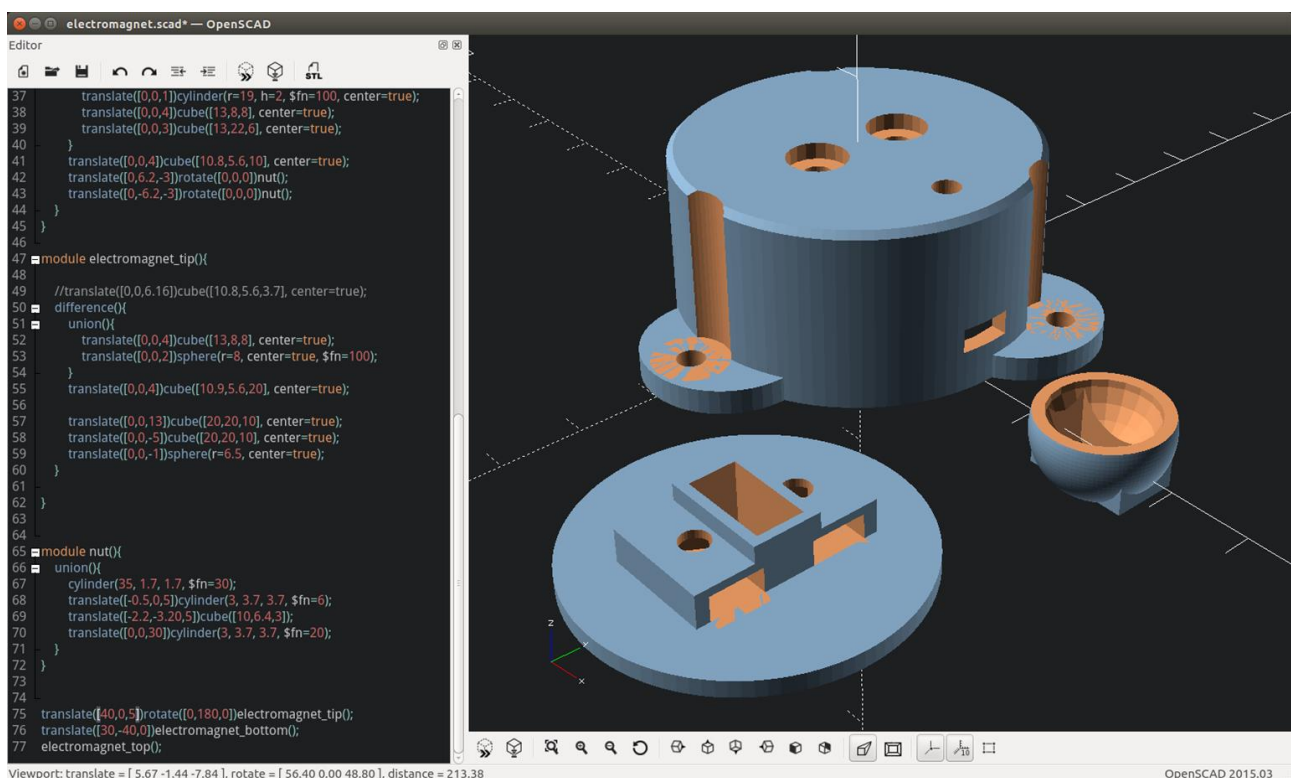 electromagnet.scad* — OpenSCAD
Editor
STL
37 translate([0,0,1])cylinder(r=19, h=2, $fn=100, center=true);
38 translate([0,0,4])cube([13,8,8], center=true);
39 translate([0,0,3])cube([13,22,6], center=true);
40 }
41 translate([0,0,4])cube([10.8,5.6,10], center=true);
42 translate([0,6.2,-3])rotate([0,0,0])nut();
43 translate([0,-6.2,-3])rotate([0,0,0])nut();
44 }
45 }
46
47 module electromagnet_tip(){
48
49 //translate([0,0,6.16])cube([10.8,5.6,3.7], center=true);
50 difference(){
51 union(){
52 translate([0,0,4])cube([13,8,8], center=true);
53 translate([0,0,2])sphere(r=8, center=true, $fn=100);
54 }
55 translate([0,0,4])cube([10.9,5.6,20], center=true);
56
57 translate([0,0,13])cube([20,20,10], center=true);
58 translate([0,0,-5])cube([20,20,10], center=true);
59 translate([0,0,-1])sphere(r=6.5, center=true);
60 }
61
62 }
63
64
65 module nut(){
66 union(){
67 cylinder(35, 1.7, 1.7, $fn=30);
68 translate([-0.5,0,5])cylinder(3, 3.7, 3.7, $fn=6);
69 translate([-2.2,-3.20,5])cube([10,6.4,3]);
70 translate([0,0,30])cylinder(3, 3.7, 3.7, $fn=20);
71 }
72 }
73
74
75 translate([40,0,5])rotate([0,180,0])electromagnet_tip();
76 translate([30,-40,0])electromagnet_bottom();
77 electromagnet_top();
z
x
10
Viewport: translate = [ 5.67 -1.44 -7.84 ], rotate = [ 56.40 0.00 48.80 ], distance = 213.38
OpenSCAD 2015.03